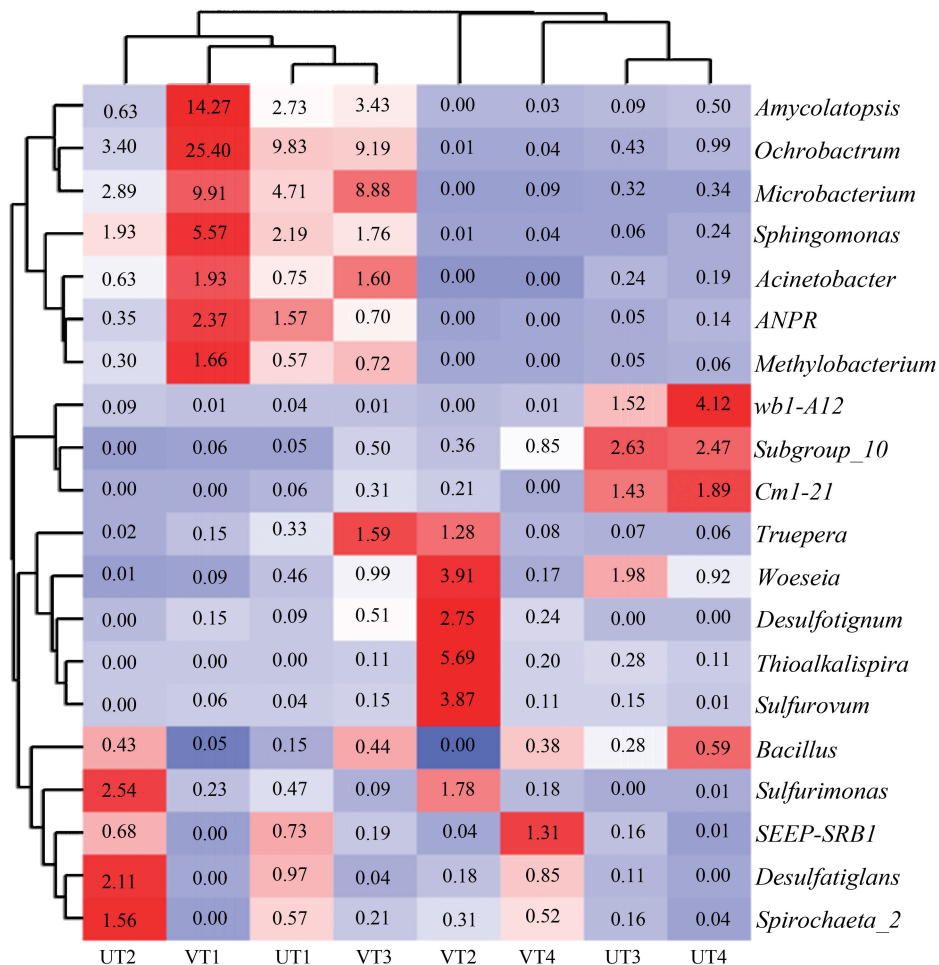 0.63 14.27 2.73 3.43 0.00 0.03 0.09 0.50 Amycolatopsis
3.40 25.40 9.83 9.19 0.01 0.04 0.43 0.99 Ochrobactrum
2.89 9.91 4.71 8.88 0.00 0.09 0.32 0.34 Microbacterium
1.93 5.57 2.19 1.76 0.01 0.04 0.06 0.24 Sphingomonas
0.63 1.93 0.75 1.60 0.00 0.00 0.24 0.19 Acinetobacter
0.35 2.37 1.57 0.70 0.00 0.00 0.05 0.14 ANPR
0.30 1.66 0.57 0.72 0.00 0.00 0.05 0.06 Methylobacterium
0.09 0.01 0.04 0.01 0.00 0.01 1.52 4.12 wb1-A12
0.00 0.06 0.05 0.50 0.36 0.85 2.63 2.47 Subgroup_10
0.00 0.00 0.06 0.31 0.21 0.00 1.43 1.89 Cm1-21
0.02 0.15 0.33 1.59 1.28 0.08 0.07 0.06 Truepera
0.01 0.09 0.46 0.99 3.91 0.17 1.98 0.92 Woeseia
0.00 0.15 0.09 0.51 2.75 0.24 0.00 0.00 Desulfotignum
0.00 0.00 0.00 0.11 5.69 0.20 0.28 0.11 Thioalkalispira
0.00 0.06 0.04 0.15 3.87 0.11 0.15 0.01 Sulfurovum
0.43 0.05 0.15 0.44 0.00 0.38 0.28 0.59 Bacillus
2.54 0.23 0.47 0.09 1.78 0.18 0.00 0.01 Sulfurimonas
0.68 0.00 0.73 0.19 0.04 1.31 0.16 0.01 SEEP-SRB1
2.11 0.00 0.97 0.04 0.18 0.85 0.11 0.00 Desulfatiglans
1.56 0.00 0.57 0.21 0.31 0.52 0.16 0.04 Spirochaeta_2
UT2 VT1 UT1 VT3 VT2 VT4 UT3 UT4